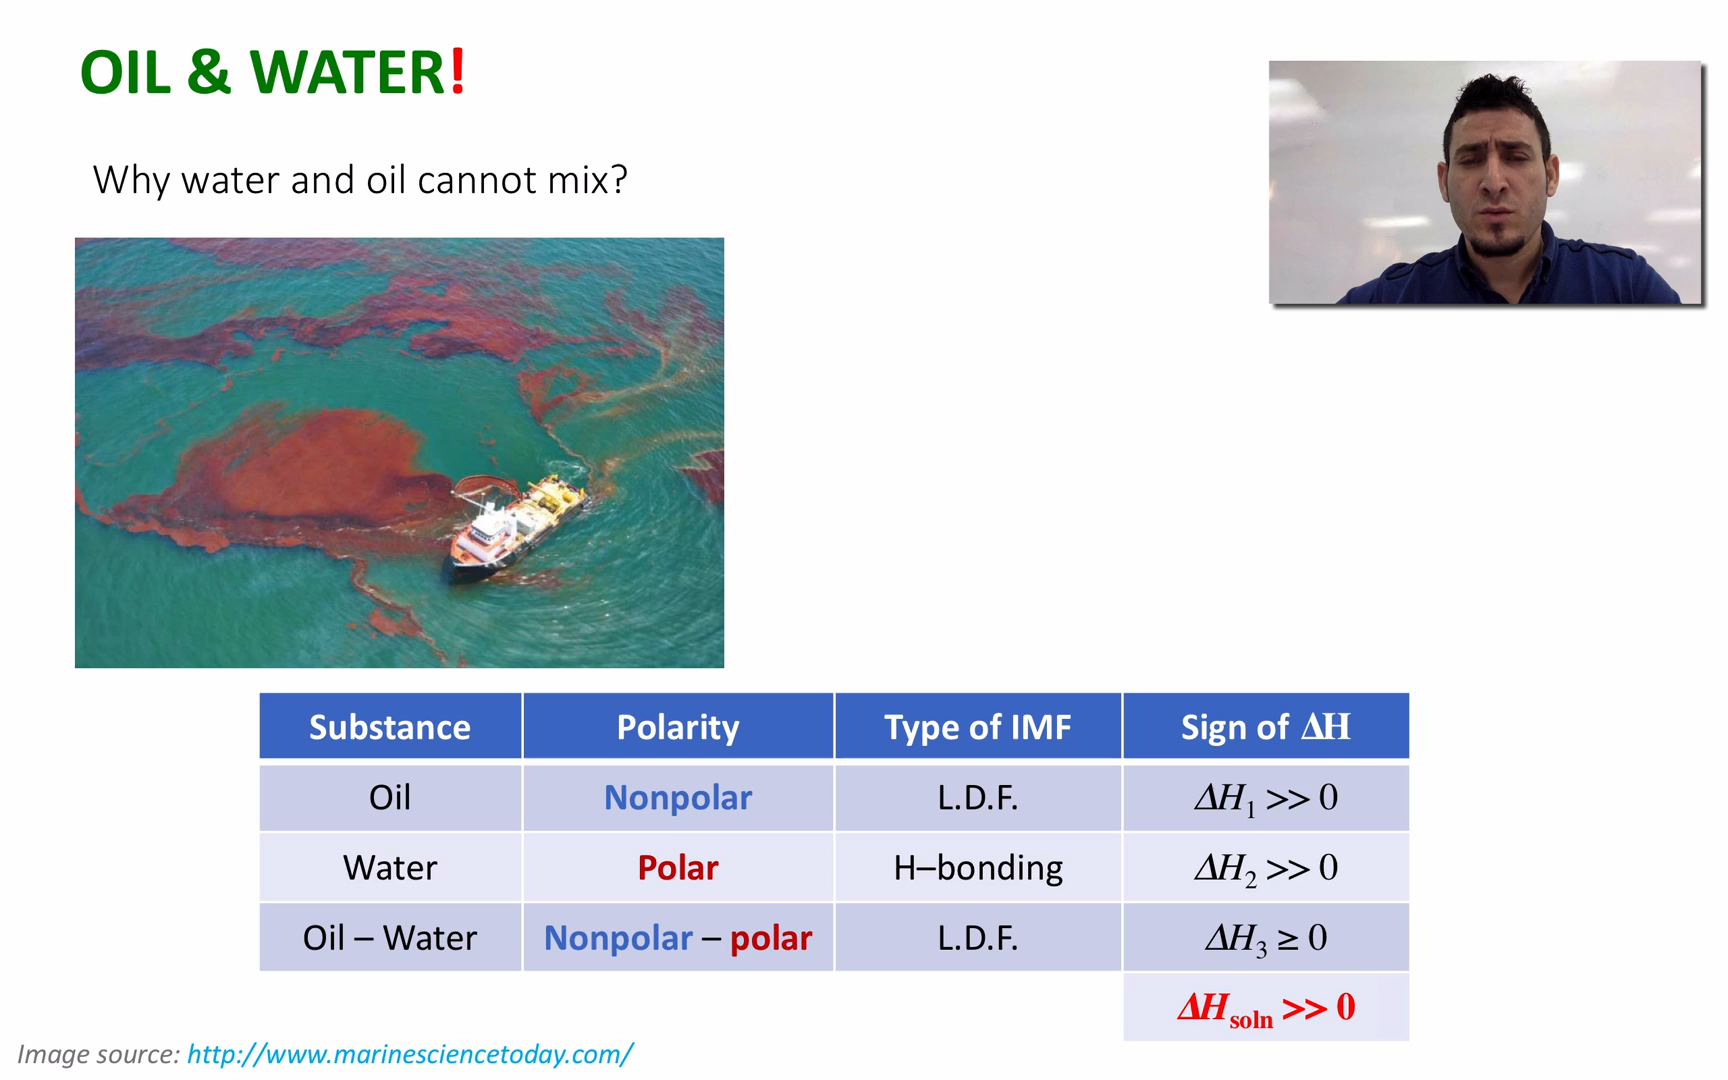 OIL & WATER!
Why water and oil cannot mix?
Substance Polarity Type of IMF Sign of ΔH
Oil Nonpolar L.D.F. ΔH₁ >> 0
Water Polar H–bonding ΔH₂ >> 0
Oil – Water Nonpolar – polar L.D.F. ΔH₃ ≥ 0
ΔHsoln >> 0
Image source: http://www.marinesciencetoday.com/